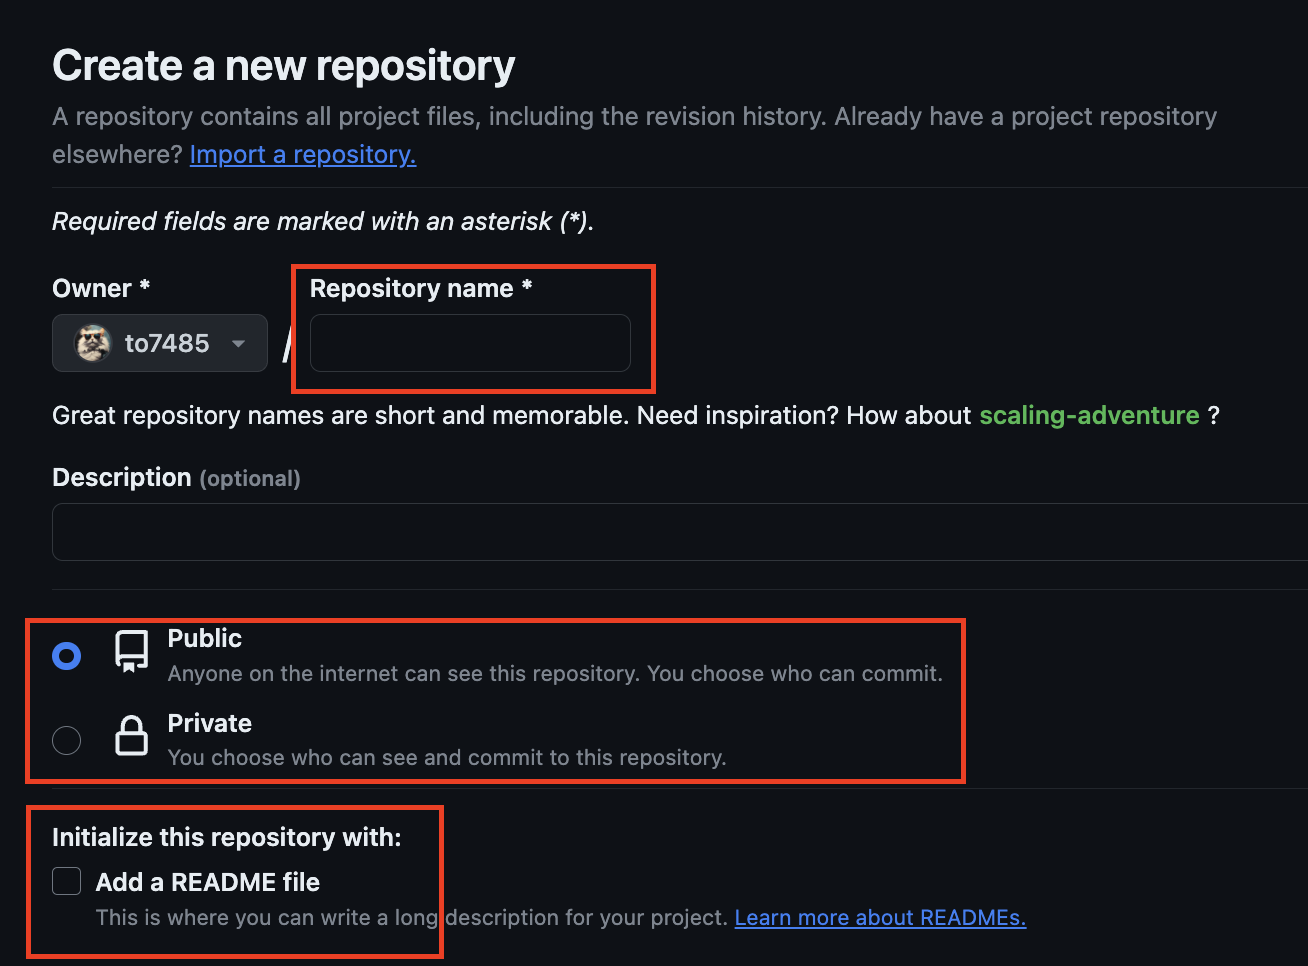 Create a new repository
A repository contains all project files, including the revision history. Already have a project repository
elsewhere? Import a repository.
Required fields are marked with an asterisk (*).
Owner * Repository name *
to7485 /
Great repository names are short and memorable. Need inspiration? How about scaling-adventure ?
Description (optional)
Public
Anyone on the internet can see this repository. You choose who can commit.
Private
You choose who can see and commit to this repository.
Initialize this repository with:
Add a README file
This is where you can write a long description for your project. Learn more about READMEs.